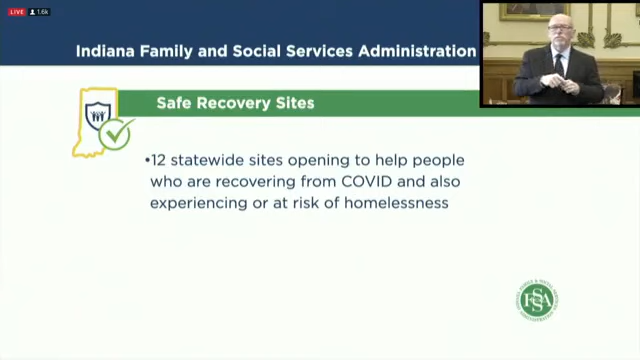 LIVE 1.6k
Indiana Family and Social Services Administration
Safe Recovery Sites
•12 statewide sites opening to help people
who are recovering from COVID and also
experiencing or at risk of homelessness
FSSA